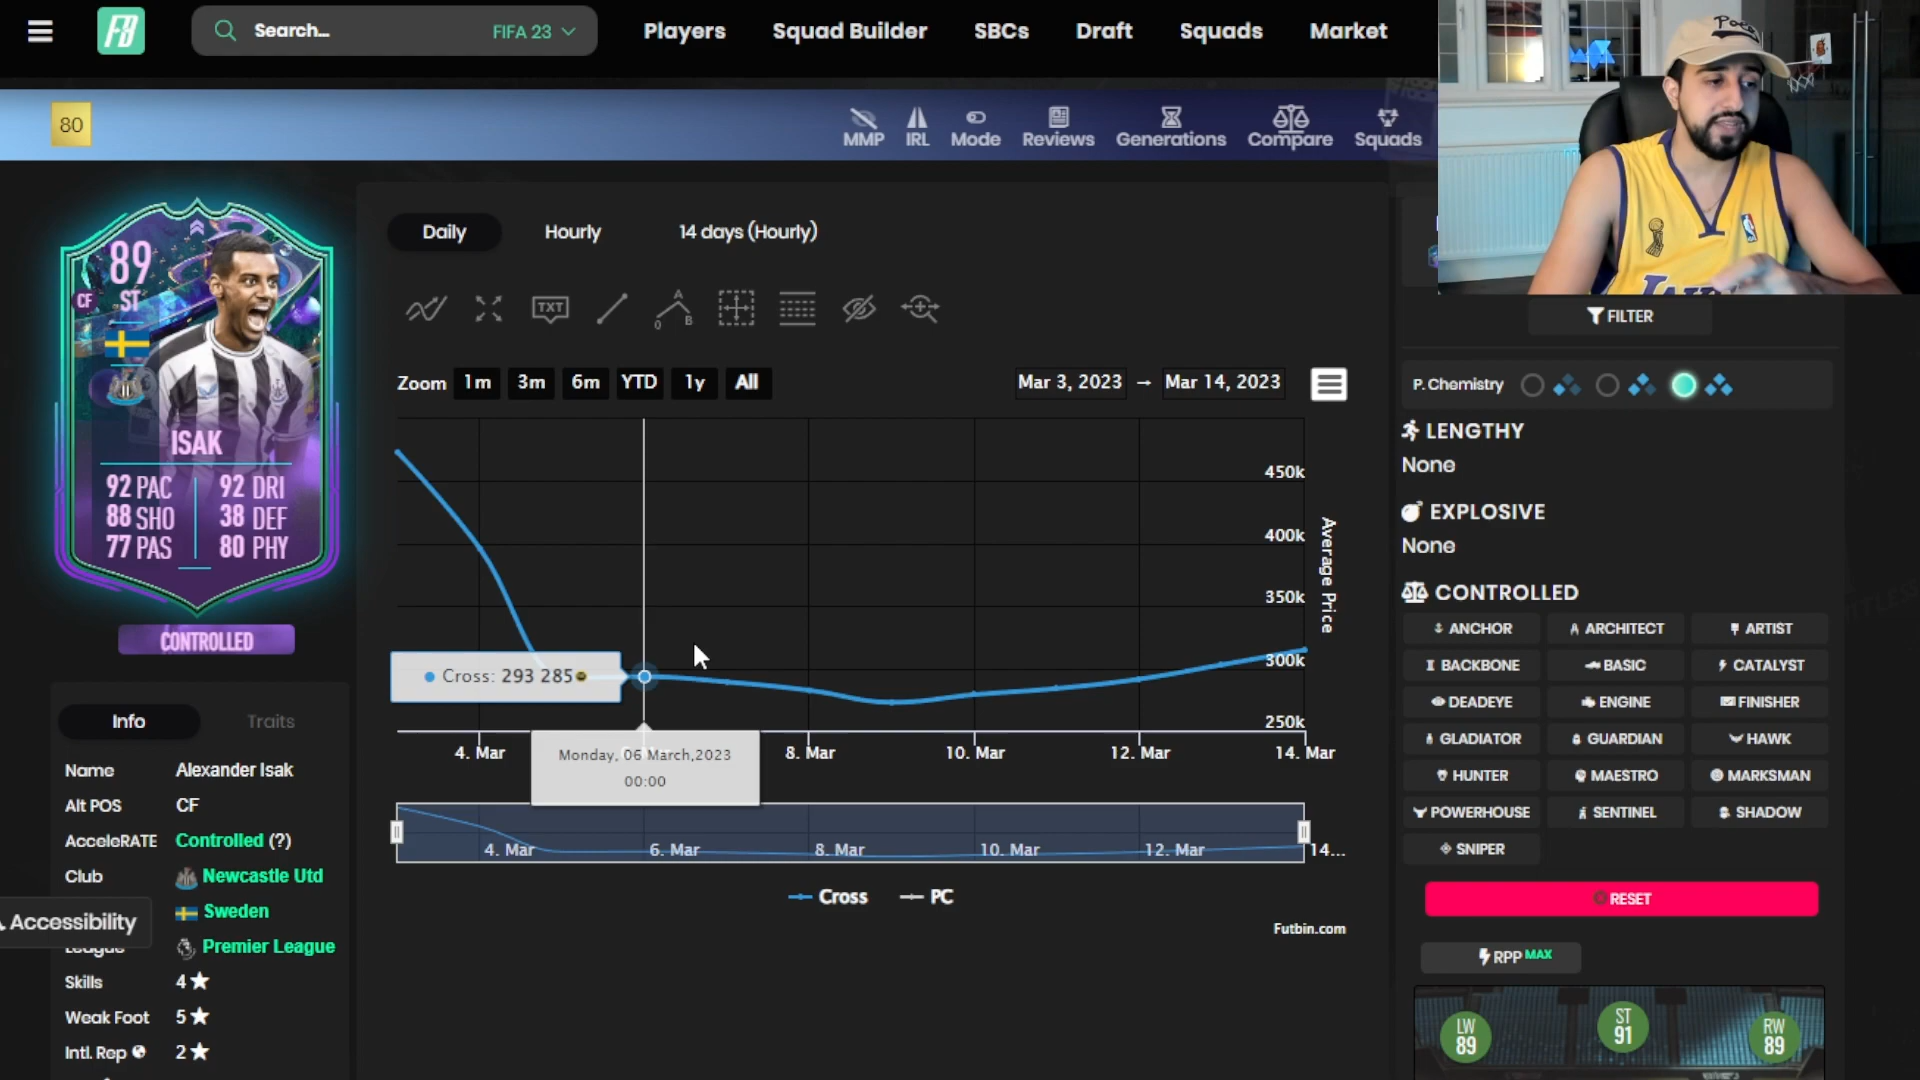 Search...
FIFA 23
Players
Squad Builder
SBCs
Draft
Squads
Market
80
MMP
IRL
Mode
Reviews
Generations
Compare
Squads
89
CF
ST
ISAK
92 PAC
92 DRI
88 SHO
38 DEF
77 PAS
80 PHY
CONTROLLED
Info
Traits
Name
Alexander Isak
Alt POS
CF
AcceleRATE
Controlled (?)
Club
Newcastle Utd
Accessibility
Sweden
League
Premier League
Skills
4
Weak Foot
5
Intl. Rep
2
Daily
Hourly
14 days (Hourly)
TXT
A
0
B
Zoom
1m
3m
6m
YTD
1y
All
Mar 3, 2023 → Mar 14, 2023
450k
400k
350k
300k
250k
Average Price
Cross: 293 285
4. Mar
8. Mar
10. Mar
12. Mar
14. Mar
Monday, 06 March,2023
00:00
4. Mar
6. Mar
8. Mar
10. Mar
12. Mar
14...
Cross
PC
Futbin.com
FILTER
P. Chemistry
LENGTHY
None
EXPLOSIVE
None
CONTROLLED
ANCHOR
ARCHITECT
ARTIST
BACKBONE
BASIC
CATALYST
DEADEYE
ENGINE
FINISHER
GLADIATOR
GUARDIAN
HAWK
HUNTER
MAESTRO
MARKSMAN
POWERHOUSE
SENTINEL
SHADOW
SNIPER
RESET
RPP MAX
LW
89
ST
91
RW
89